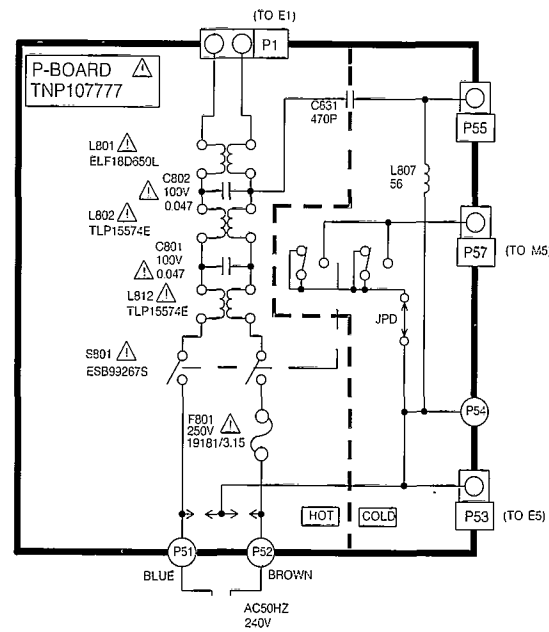 (TO E1)
P1
P-BOARD
TNP107777
C631
470P
P55
L801
ELF18D650L
C802
100V
0.047
L807
56
L802
TLP15574E
P57
(TO M5)
C801
100V
0.047
L812
TLP15574E
JPD
S801
ESB99267S
F801
250V
19181/3.15
P54
HOT
COLD
P53
(TO E5)
P51
P52
BLUE
BROWN
AC50HZ
240V